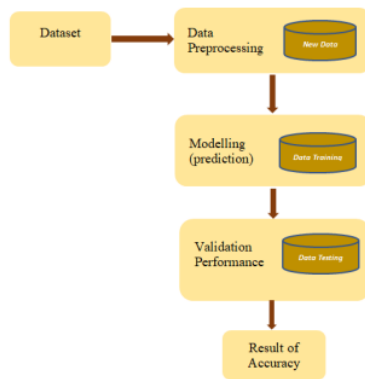 Dataset
Data
Preprocessing
New Data
Modelling
(prediction)
Data Training
Validation
Performance
Data Testing
Result of
Accuracy